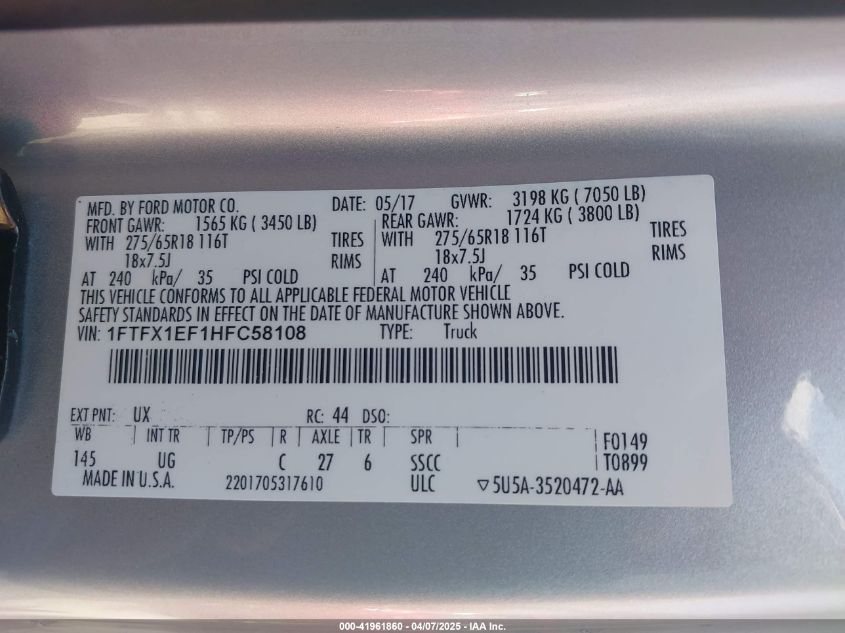 MFD. BY FORD MOTOR CO. DATE: 05/17 GVWR: 3198 KG ( 7050 LB)
FRONT GAWR: 1565 KG ( 3450 LB) REAR GAWR: 1724 KG ( 3800 LB)
WITH 275/65R18 116T TIRES WITH 275/65R18 116T TIRES
18x7.5J RIMS 18x7.5J RIMS
AT 240 kPa/ 35 PSI COLD AT 240 kPa/ 35 PSI COLD
THIS VEHICLE CONFORMS TO ALL APPLICABLE FEDERAL MOTOR VEHICLE
SAFETY STANDARDS IN EFFECT ON THE DATE OF MANUFACTURE SHOWN ABOVE.
VIN: 1FTFX1EF1HFC58108 TYPE: Truck
EXT PNT: UX RC: 44 DSO:
WB INT TR TP/PS R AXLE TR SPR F0149
145 UG C 27 6 SSCC T0899
MADE IN U.S.A. 2201705317610 ULC ▽5U5A-3520472-AA
000-41961860 - 04/07/2025 - IAA Inc.